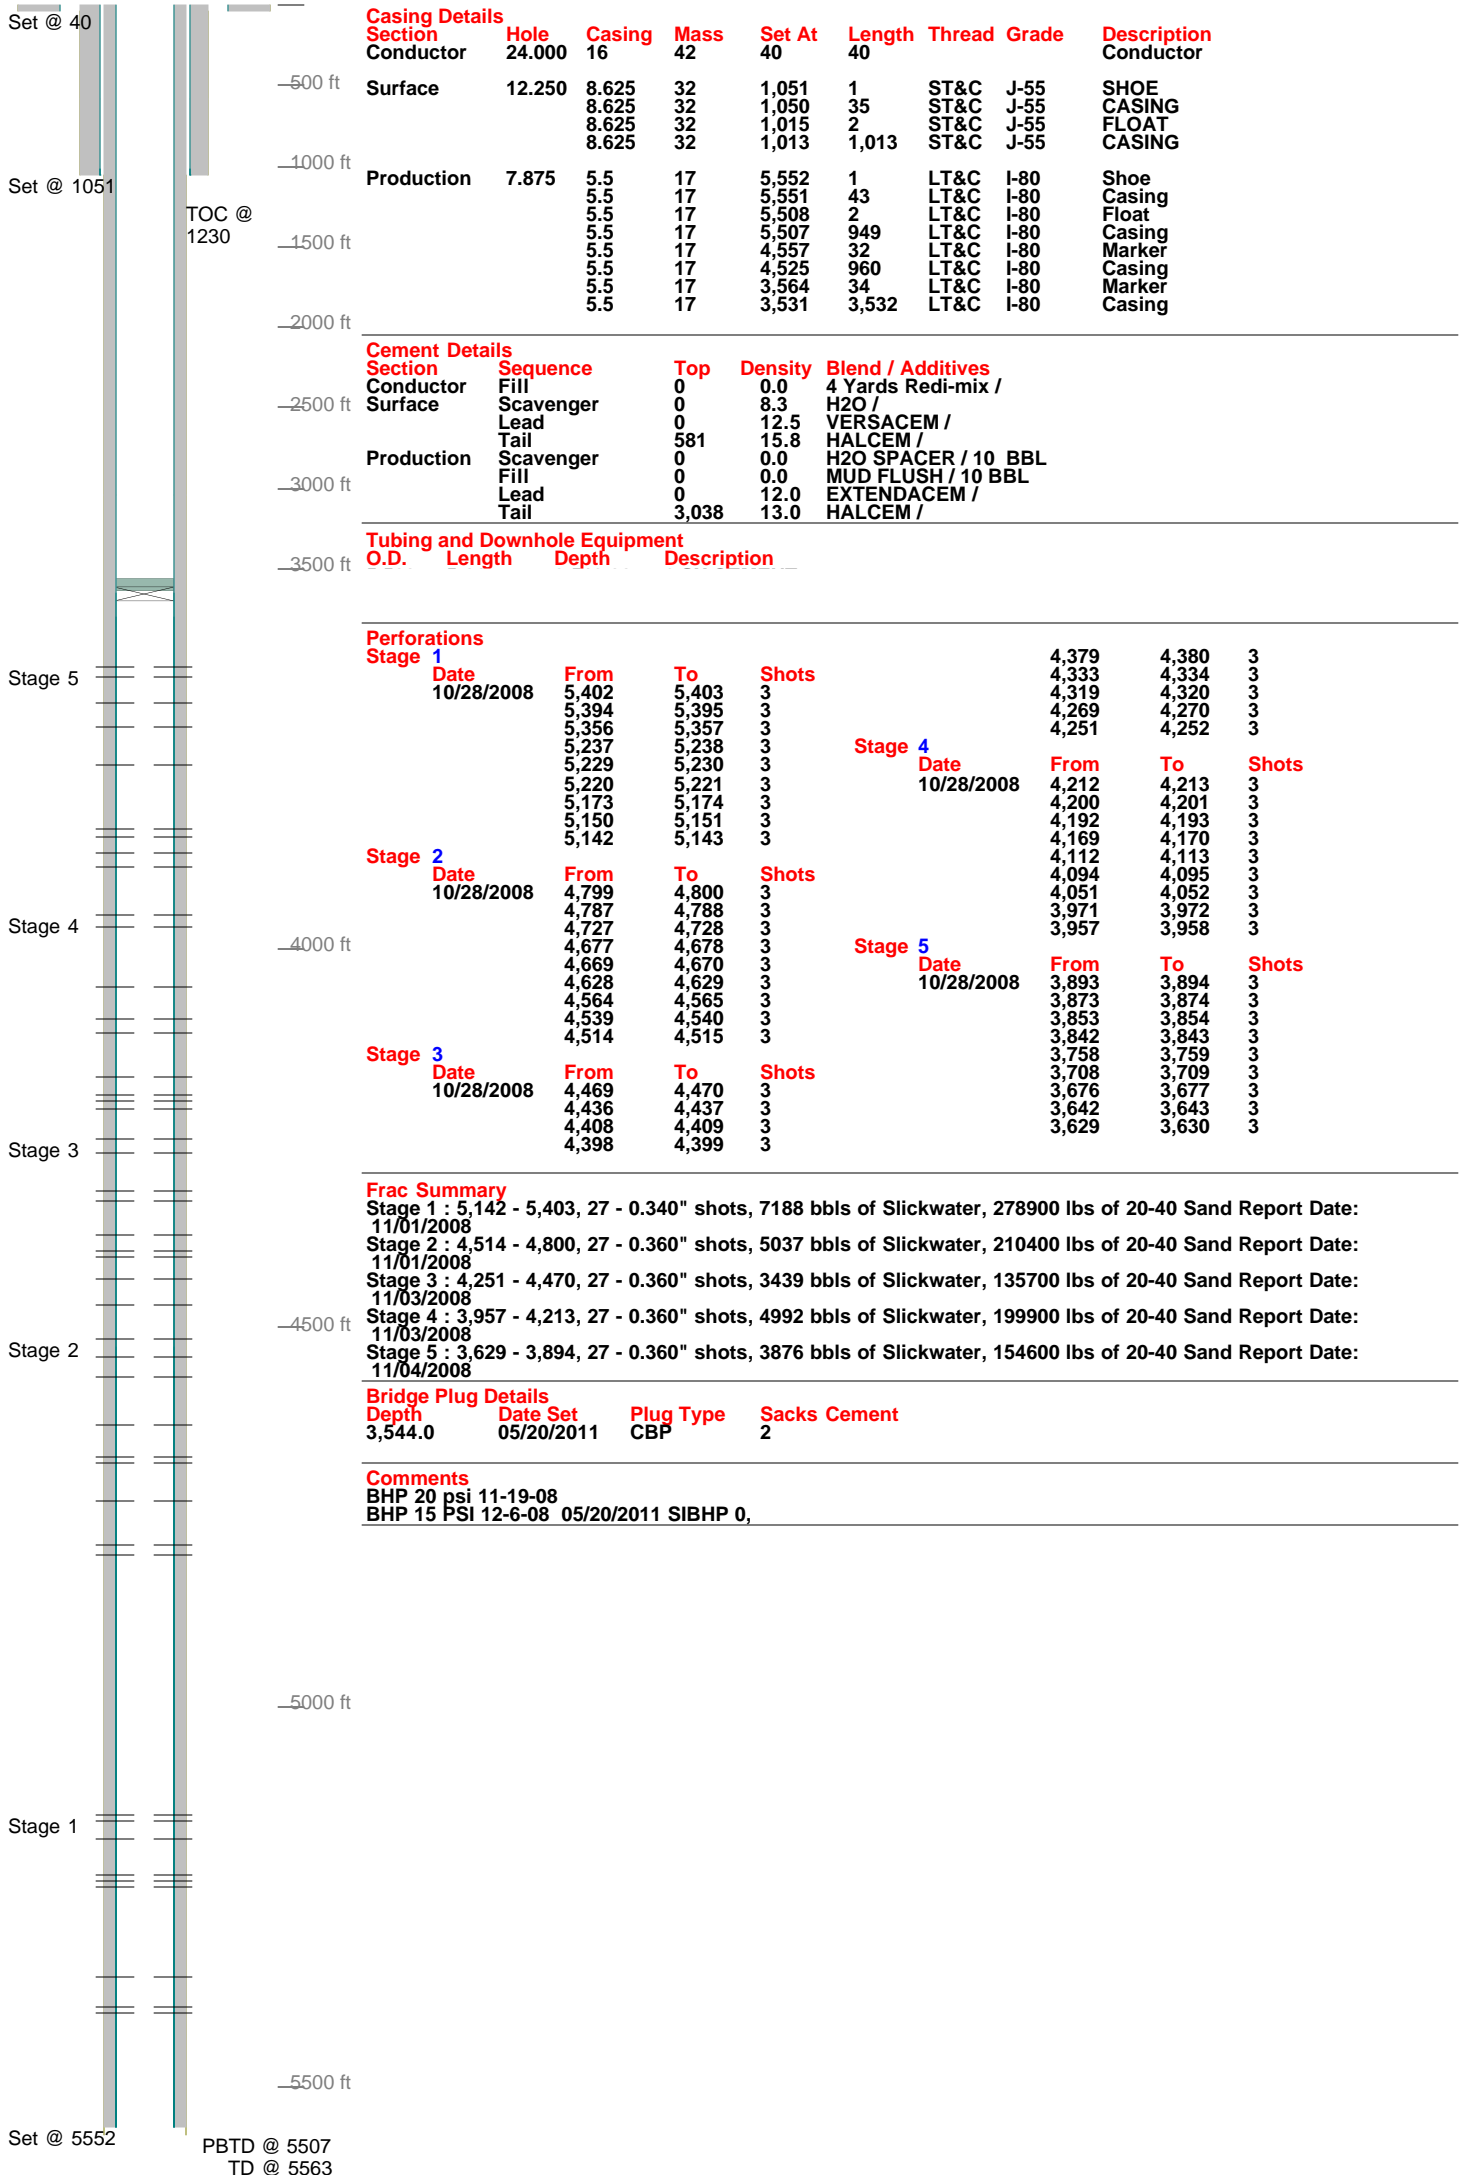 Set @ 40
Set @ 1051
TOC @
1230
Stage 5
Stage 4
Stage 3
Stage 2
Stage 1
Set @ 5552
PBTD @ 5507
TD @ 5563
500 ft
1000 ft
1500 ft
2000 ft
2500 ft
3000 ft
3500 ft
4000 ft
4500 ft
5000 ft
5500 ft
Casing Details
Section Hole Casing Mass Set At Length Thread Grade Description
Conductor 24.000 16 42 40 40 Conductor
Surface 12.250 8.625 32 1,051 1 ST&C J-55 SHOE
8.625 32 1,050 35 ST&C J-55 CASING
8.625 32 1,015 2 ST&C J-55 FLOAT
8.625 32 1,013 1,013 ST&C J-55 CASING
Production 7.875 5.5 17 5,552 1 LT&C I-80 Shoe
5.5 17 5,551 43 LT&C I-80 Casing
5.5 17 5,508 2 LT&C I-80 Float
5.5 17 5,507 949 LT&C I-80 Casing
5.5 17 4,557 32 LT&C I-80 Marker
5.5 17 4,525 960 LT&C I-80 Casing
5.5 17 3,564 34 LT&C I-80 Marker
5.5 17 3,531 3,532 LT&C I-80 Casing
Cement Details
Section Sequence Top Density Blend / Additives
Conductor Fill 0 0.0 4 Yards Redi-mix /
Surface Scavenger 0 8.3 H2O /
Lead 0 12.5 VERSACEM /
Tail 581 15.8 HALCEM /
Production Scavenger 0 0.0 H2O SPACER / 10 BBL
Fill 0 0.0 MUD FLUSH / 10 BBL
Lead 0 12.0 EXTENDACEM /
Tail 3,038 13.0 HALCEM /
Tubing and Downhole Equipment
O.D. Length Depth Description
Perforations
Stage 1
Date From To Shots
10/28/2008 5,402 5,403 3
5,394 5,395 3
5,356 5,357 3
5,237 5,238 3
5,229 5,230 3
5,220 5,221 3
5,173 5,174 3
5,150 5,151 3
5,142 5,143 3
Stage 2
Date From To Shots
10/28/2008 4,799 4,800 3
4,787 4,788 3
4,727 4,728 3
4,677 4,678 3
4,669 4,670 3
4,628 4,629 3
4,564 4,565 3
4,539 4,540 3
4,514 4,515 3
Stage 3
Date From To Shots
10/28/2008 4,469 4,470 3
4,436 4,437 3
4,408 4,409 3
4,398 4,399 3
4,379 4,380 3
4,333 4,334 3
4,319 4,320 3
4,269 4,270 3
4,251 4,252 3
Stage 4
Date From To Shots
10/28/2008 4,212 4,213 3
4,200 4,201 3
4,192 4,193 3
4,169 4,170 3
4,112 4,113 3
4,094 4,095 3
4,051 4,052 3
3,971 3,972 3
3,957 3,958 3
Stage 5
Date From To Shots
10/28/2008 3,893 3,894 3
3,873 3,874 3
3,853 3,854 3
3,842 3,843 3
3,758 3,759 3
3,708 3,709 3
3,676 3,677 3
3,642 3,643 3
3,629 3,630 3
Frac Summary
Stage 1 : 5,142 - 5,403, 27 - 0.340" shots, 7188 bbls of Slickwater, 278900 lbs of 20-40 Sand Report Date:
11/01/2008
Stage 2 : 4,514 - 4,800, 27 - 0.360" shots, 5037 bbls of Slickwater, 210400 lbs of 20-40 Sand Report Date:
11/01/2008
Stage 3 : 4,251 - 4,470, 27 - 0.360" shots, 3439 bbls of Slickwater, 135700 lbs of 20-40 Sand Report Date:
11/03/2008
Stage 4 : 3,957 - 4,213, 27 - 0.360" shots, 4992 bbls of Slickwater, 199900 lbs of 20-40 Sand Report Date:
11/03/2008
Stage 5 : 3,629 - 3,894, 27 - 0.360" shots, 3876 bbls of Slickwater, 154600 lbs of 20-40 Sand Report Date:
11/04/2008
Bridge Plug Details
Depth Date Set Plug Type Sacks Cement
3,544.0 05/20/2011 CBP 2
Comments
BHP 20 psi 11-19-08
BHP 15 PSI 12-6-08 05/20/2011 SIBHP 0,